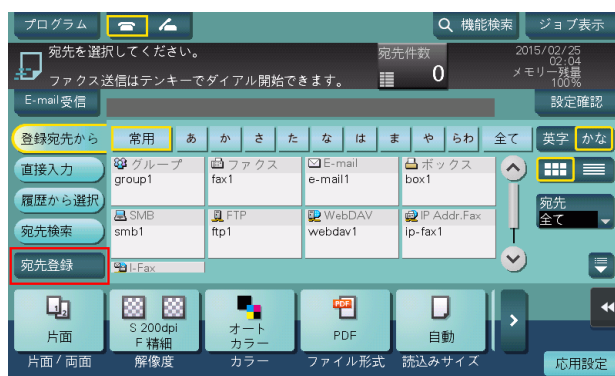 プログラム
機能検索
ジョブ表示
宛先を選択してください。
宛先件数
0
ファクス送信はテンキーでダイアル開始できます。
2015/02/25
02:04
メモリー残量
100%
E-mail受信
設定確認
登録宛先から
常用
あ
か
さ
た
な
は
ま
や
らわ
全て
英字
かな
直接入力
グループ
group1
ファクス
fax1
E-mail
e-mail1
ボックス
box1
履歴から選択
宛先
全て
宛先検索
SMB
smb1
FTP
ftp1
WebDAV
webdav1
IP Addr.Fax
ip-fax1
宛先登録
I-Fax
片面
S 200dpi
F 精細
オート
カラー
PDF
自動
片面 / 両面
解像度
カラー
ファイル形式
読込みサイズ
応用設定